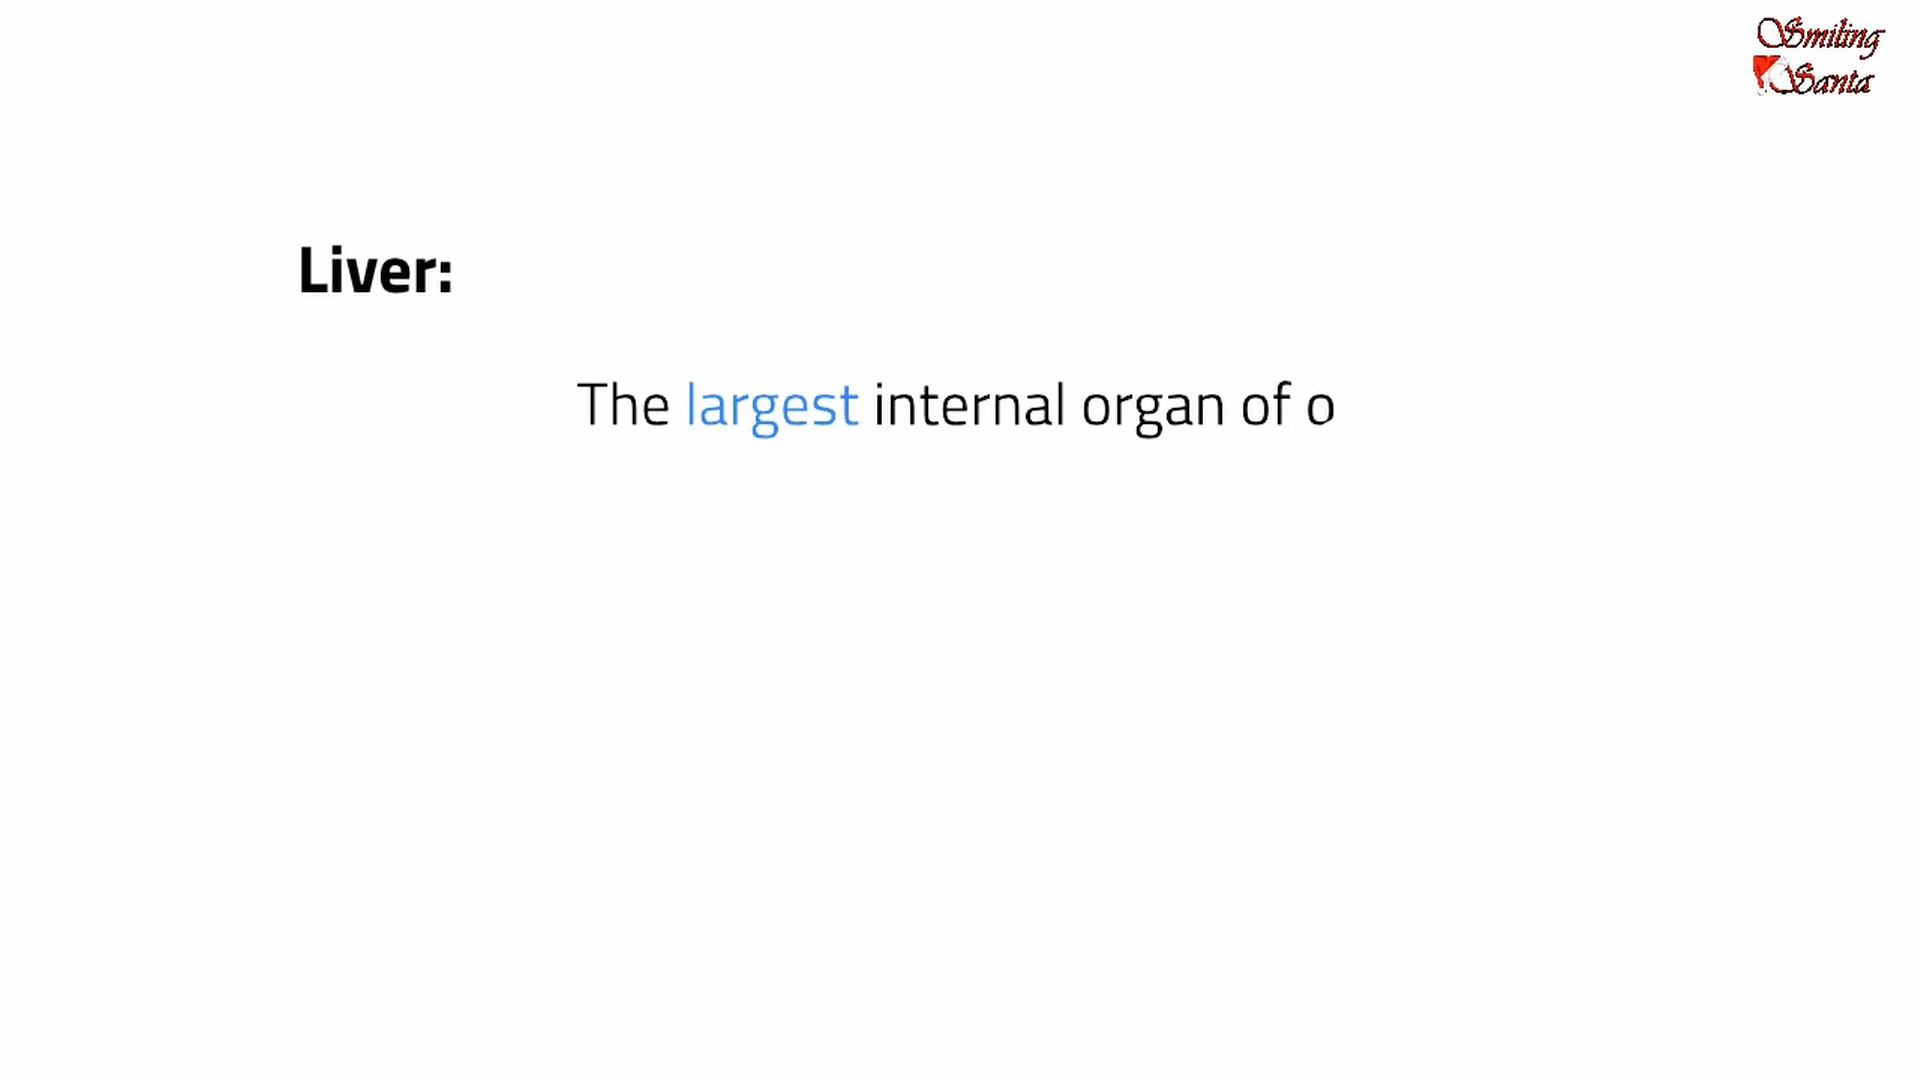 Smiling
Santa
Liver:
The largest internal organ of o